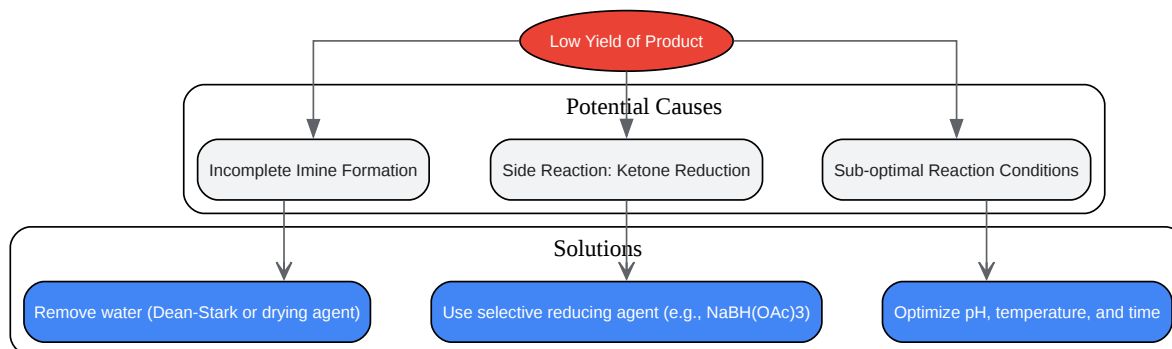 Low Yield of Product
Potential Causes
Incomplete Imine Formation
Side Reaction: Ketone Reduction
Sub-optimal Reaction Conditions
Solutions
Remove water (Dean-Stark or drying agent)
Use selective reducing agent (e.g., NaBH(OAc)3)
Optimize pH, temperature, and time